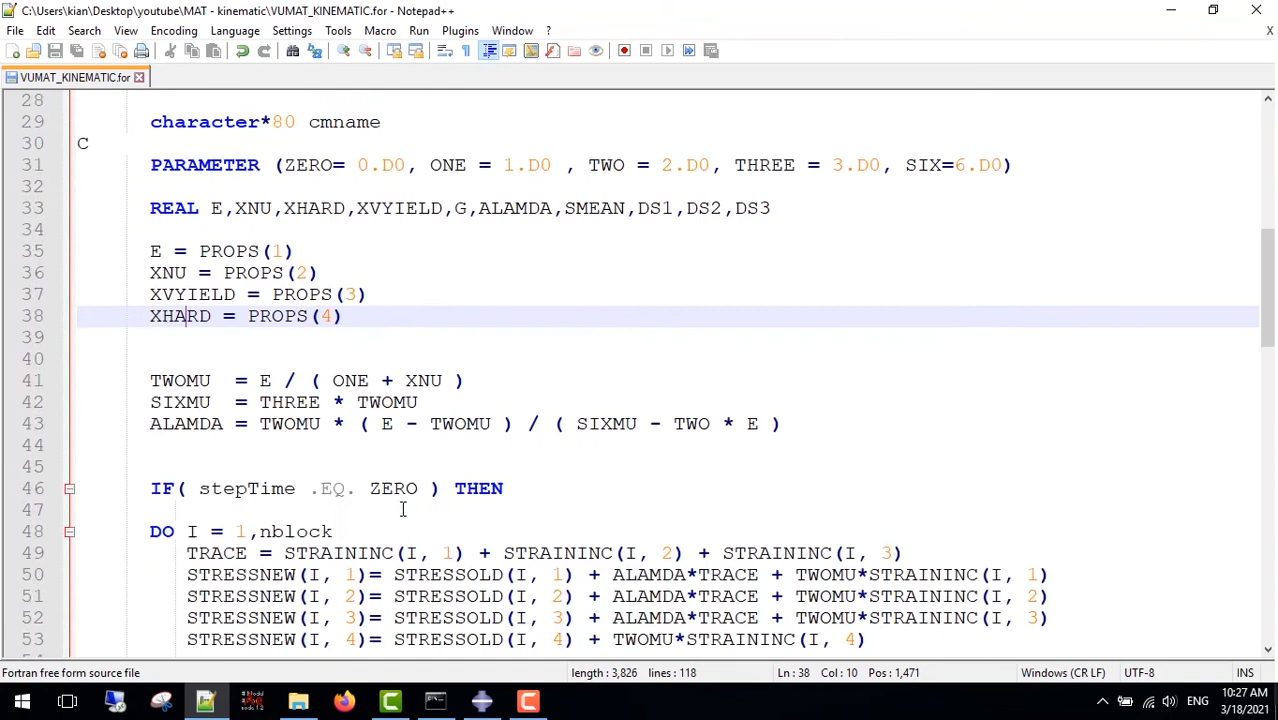 C:\Users\kian\Desktop\youtube\MAT - kinematic\VUMAT_KINEMATIC.for - Notepad++
File Edit Search View Encoding Language Settings Tools Macro Run Plugins Window ? X
VUMAT_KINEMATIC.for
28
29 character*80 cmname
30 C
31 PARAMETER (ZERO= 0.D0, ONE = 1.D0 , TWO = 2.D0, THREE = 3.D0, SIX=6.D0)
32
33 REAL E,XNU,XHARD,XVYIELD,G,ALAMDA,SMEAN,DS1,DS2,DS3
34
35 E = PROPS(1)
36 XNU = PROPS(2)
37 XVYIELD = PROPS(3)
38 XHARD = PROPS(4)
39
40
41 TWOMU = E / ( ONE + XNU )
42 SIXMU = THREE * TWOMU
43 ALAMDA = TWOMU * ( E - TWOMU ) / ( SIXMU - TWO * E )
44
45
46 IF( stepTime .EQ. ZERO ) THEN
47
48 DO I = 1,nblock
49 TRACE = STRAININC(I, 1) + STRAININC(I, 2) + STRAININC(I, 3)
50 STRESSNEW(I, 1)= STRESSOLD(I, 1) + ALAMDA*TRACE + TWOMU*STRAININC(I, 1)
51 STRESSNEW(I, 2)= STRESSOLD(I, 2) + ALAMDA*TRACE + TWOMU*STRAININC(I, 2)
52 STRESSNEW(I, 3)= STRESSOLD(I, 3) + ALAMDA*TRACE + TWOMU*STRAININC(I, 3)
53 STRESSNEW(I, 4)= STRESSOLD(I, 4) + TWOMU*STRAININC(I, 4)
Fortran free form source file length : 3,826 lines : 118 Ln : 38 Col : 10 Pos : 1,471 Windows (CR LF) UTF-8 INS
ENG 10:27 AM
3/18/2021